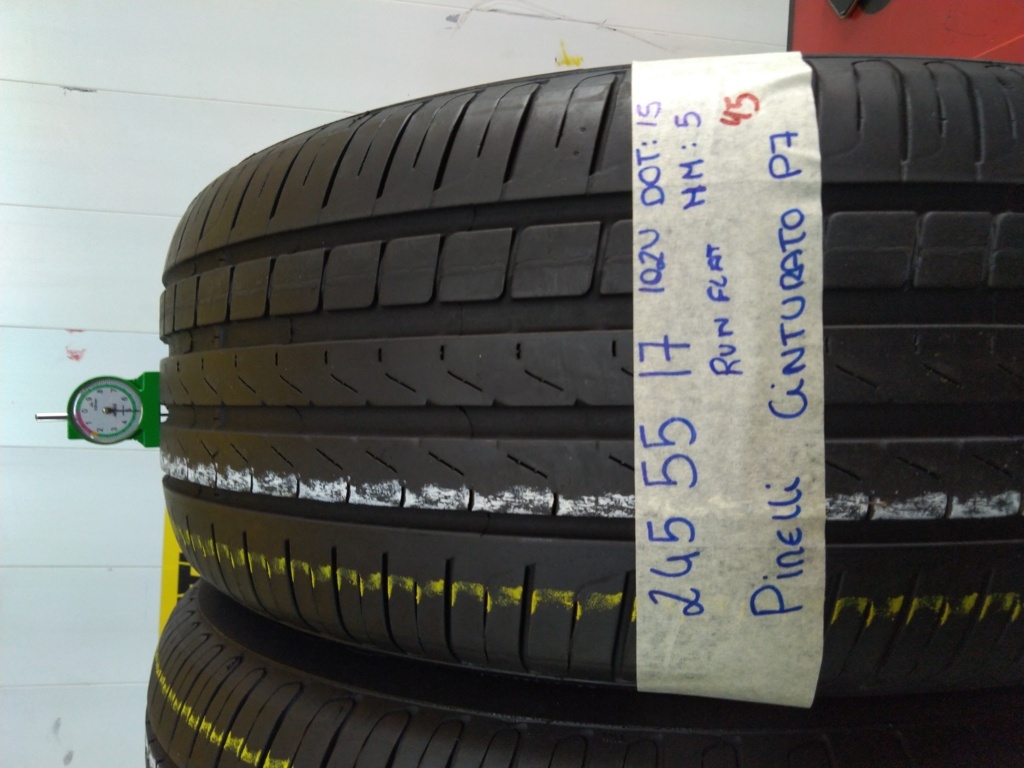 245 55 17 102V DOT: 15
RUN FLAT MM: 5
45
Pirelli CiNTURATO P7